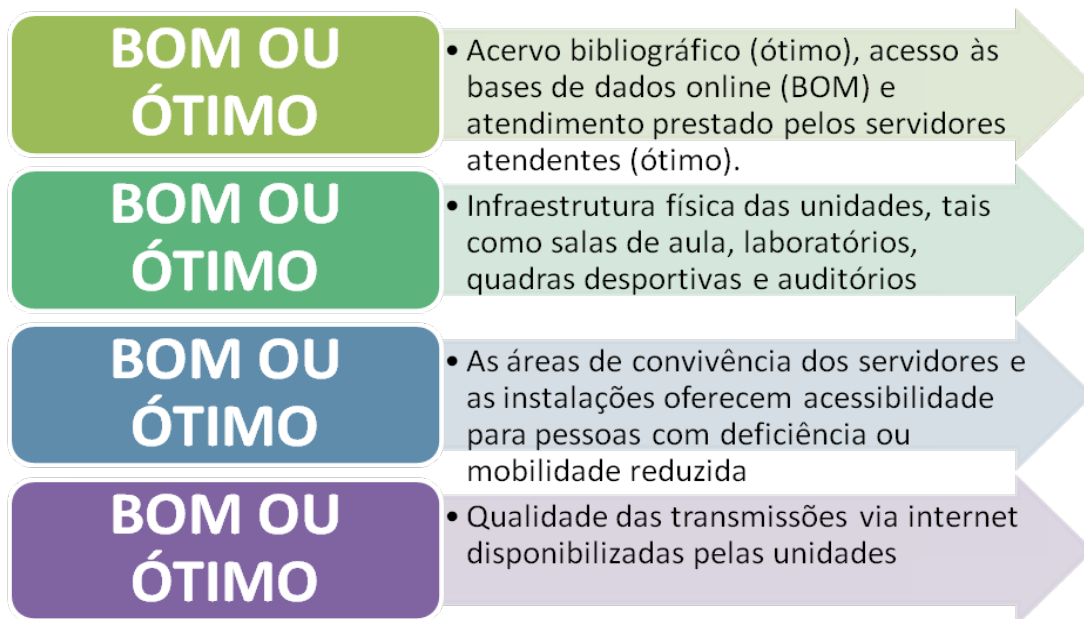 BOM OU
ÓTIMO
• Acervo bibliográfico (ótimo), acesso às
bases de dados online (BOM) e
atendimento prestado pelos servidores
atendentes (ótimo).
BOM OU
ÓTIMO
• Infraestrutura física das unidades, tais
como salas de aula, laboratórios,
quadras desportivas e auditórios
BOM OU
ÓTIMO
• As áreas de convivência dos servidores e
as instalações oferecem acessibilidade
para pessoas com deficiência ou
mobilidade reduzida
BOM OU
ÓTIMO
• Qualidade das transmissões via internet
disponibilizadas pelas unidades